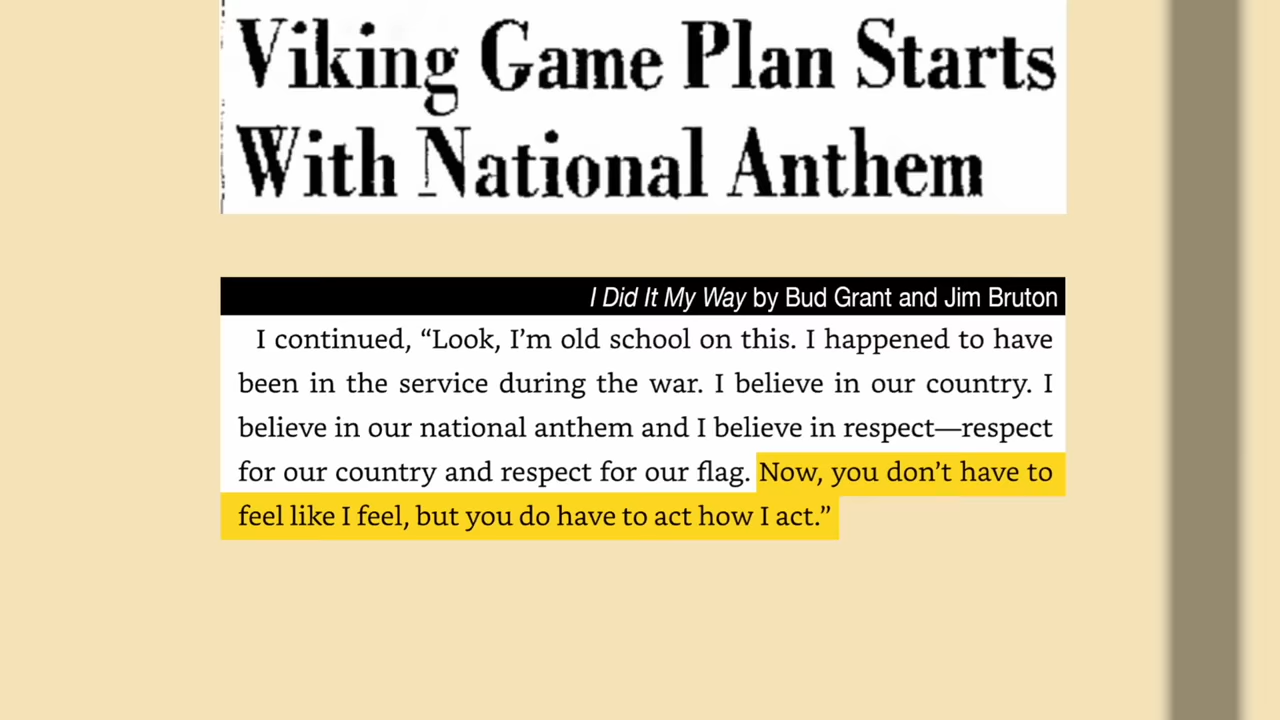 Viking Game Plan Starts
With National Anthem
I Did It My Way by Bud Grant and Jim Bruton
I continued, “Look, I’m old school on this. I happened to have
been in the service during the war. I believe in our country. I
believe in our national anthem and I believe in respect—respect
for our country and respect for our flag. Now, you don’t have to
feel like I feel, but you do have to act how I act.”